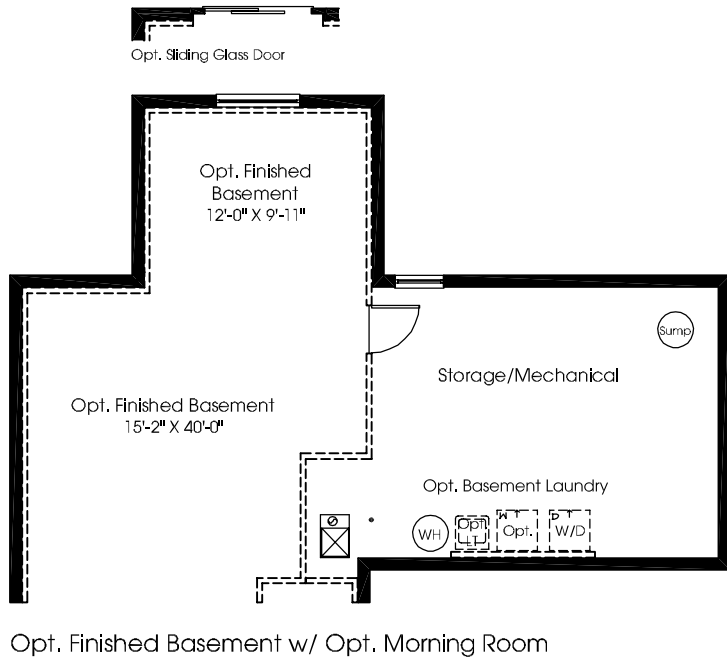 Opt. Sliding Glass Door
Opt. Finished
Basement
12'-0" X 9'-11"
Sump
Storage/Mechanical
Opt. Finished Basement
15'-2" X 40'-0"
Opt. Basement Laundry
WH
Opt
LT
W
Opt.
D
W/D
Opt. Finished Basement w/ Opt. Morning Room